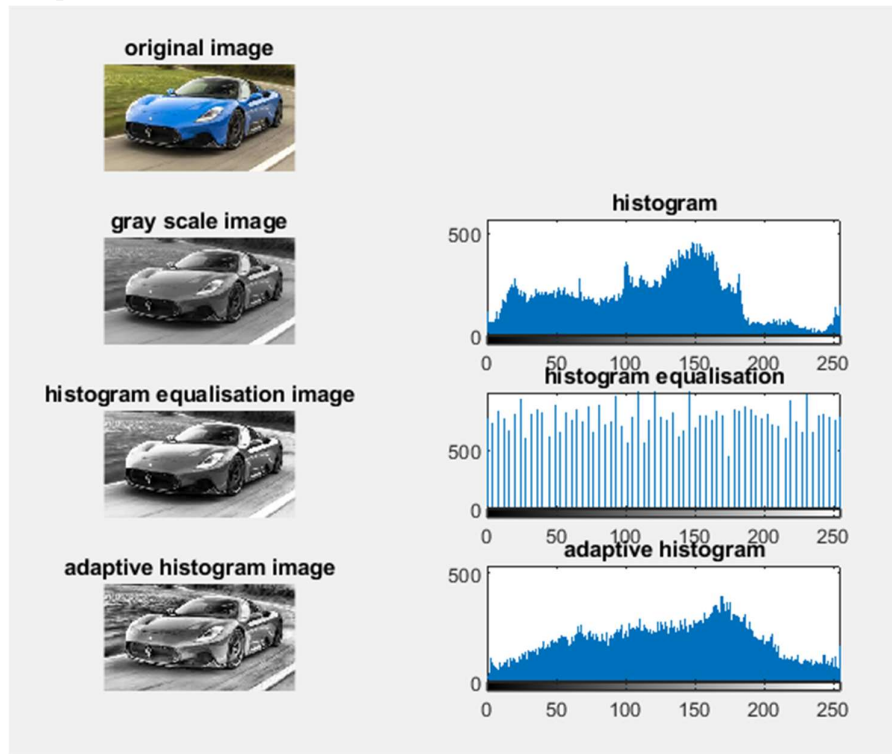 original image
gray scale image
histogram
500
0
0 50 100 150 200 250
histogram equalisation image
histogram equalisation
500
0
0 50 100 150 200 250
adaptive histogram image
adaptive histogram
500
0
0 50 100 150 200 250